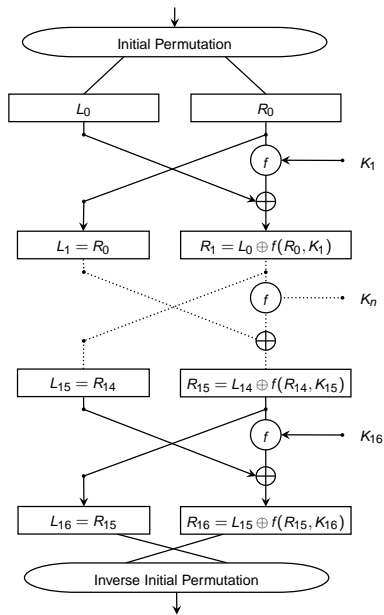 Initial Permutation
L₀ R₀
f K₁
L₁ = R₀ R₁ = L₀ ⊕ f(R₀, K₁)
f Kₙ
L₁₅ = R₁₄ R₁₅ = L₁₄ ⊕ f(R₁₄, K₁₅)
f K₁₆
L₁₆ = R₁₅ R₁₆ = L₁₅ ⊕ f(R₁₅, K₁₆)
Inverse Initial Permutation